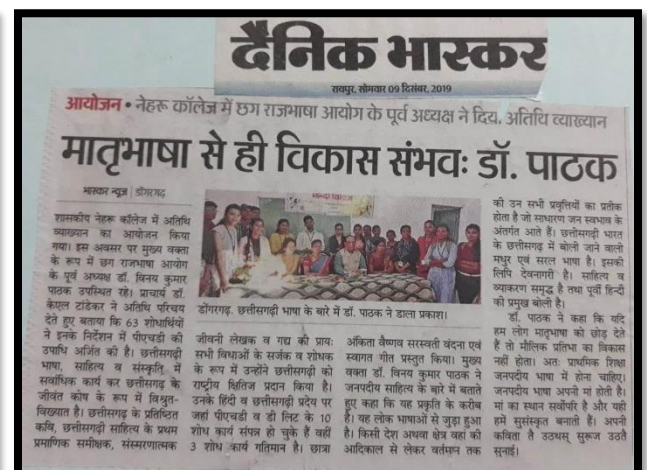 दैनिक भास्कर
रायपुर, सोमवार 09 दिसंबर, 2019
आयोजन • नेहरू कॉलेज में छग राजभाषा आयोग के पूर्व अध्यक्ष ने दिया अतिथि व्याख्यान
मातृभाषा से ही विकास संभवः डॉ. पाठक
भास्कर न्यूज | डोंगरगढ़
शासकीय नेहरू कॉलेज में अतिथि
व्याख्यान का आयोजन किया
गया। इस अवसर पर मुख्य वक्ता
के रूप में छग राजभाषा आयोग
के पूर्व अध्यक्ष डॉ. विनय कुमार
पाठक उपस्थित रहे। प्राचार्य डॉ.
केएल टांडेकर ने अतिथि परिचय
देते हुए बताया कि 63 शोधार्थियों
ने इनके निर्देशन में पीएचडी की
उपाधि अर्जित की है। छत्तीसगढ़ी
भाषा, साहित्य व संस्कृति में
सर्वाधिक कार्य कर छत्तीसगढ़ के
जीवंत कोष के रूप में विश्रुत-
विख्यात है। छत्तीसगढ़ के प्रतिष्ठित
कवि, छत्तीसगढ़ी साहित्य के प्रथम
प्रमाणिक समीक्षक, संस्मरणात्मक
डोंगरगढ़. छत्तीसगढ़ी भाषा के बारे में डॉ. पाठक ने डाला प्रकाश।
जीवनी लेखक व गद्य की प्रायः
सभी विधाओं के सर्जक व शोधक
के रूप में उन्होंने छत्तीसगढ़ी को
राष्ट्रीय क्षितिज प्रदान किया है।
उनके हिंदी व छत्तीसगढ़ी प्रदेय पर
जहां पीएचडी व डी लिट के 10
शोध कार्य संपन्न हो चुके हैं वहीं
3 शोध कार्य गतिमान है। छात्रा
अंकिता वैष्णव सरस्वती वंदना एवं
स्वागत गीत प्रस्तुत किया। मुख्य
वक्ता डॉ. विनय कुमार पाठक ने
जनपदीय साहित्य के बारे में बताते
हुए कहा कि यह प्रकृति के करीब
है। यह लोक भाषाओं से जुड़ा हुआ
है। किसी देश अथवा क्षेत्र वहां की
आदिकाल से लेकर वर्तमान तक
की उन सभी प्रवृत्तियों का प्रतीक
होता है जो साधारण जन स्वभाव के
अंतर्गत आते हैं। छत्तीसगढ़ी भारत
के छत्तीसगढ़ में बोली जाने वाली
मधुर एवं सरल भाषा है। इसकी
लिपि देवनागरी है। साहित्य व
व्याकरण समृद्ध है तथा पूर्वी हिन्दी
की प्रमुख बोली है।
डॉ. पाठक ने कहा कि यदि
हम लोग मातृभाषा को छोड़ देते
हैं तो मौलिक प्रतिभा का विकास
नहीं होता। अतः प्राथमिक शिक्षा
जनपदीय भाषा में होना चाहिए।
जनपदीय भाषा अपनी मां होती है।
मां का स्थान सर्वोपरि है और यही
हमें सुसंस्कृत बनाती हैं। अपनी
कविता तै उठथस् सुरूज उठते
सुनाई।